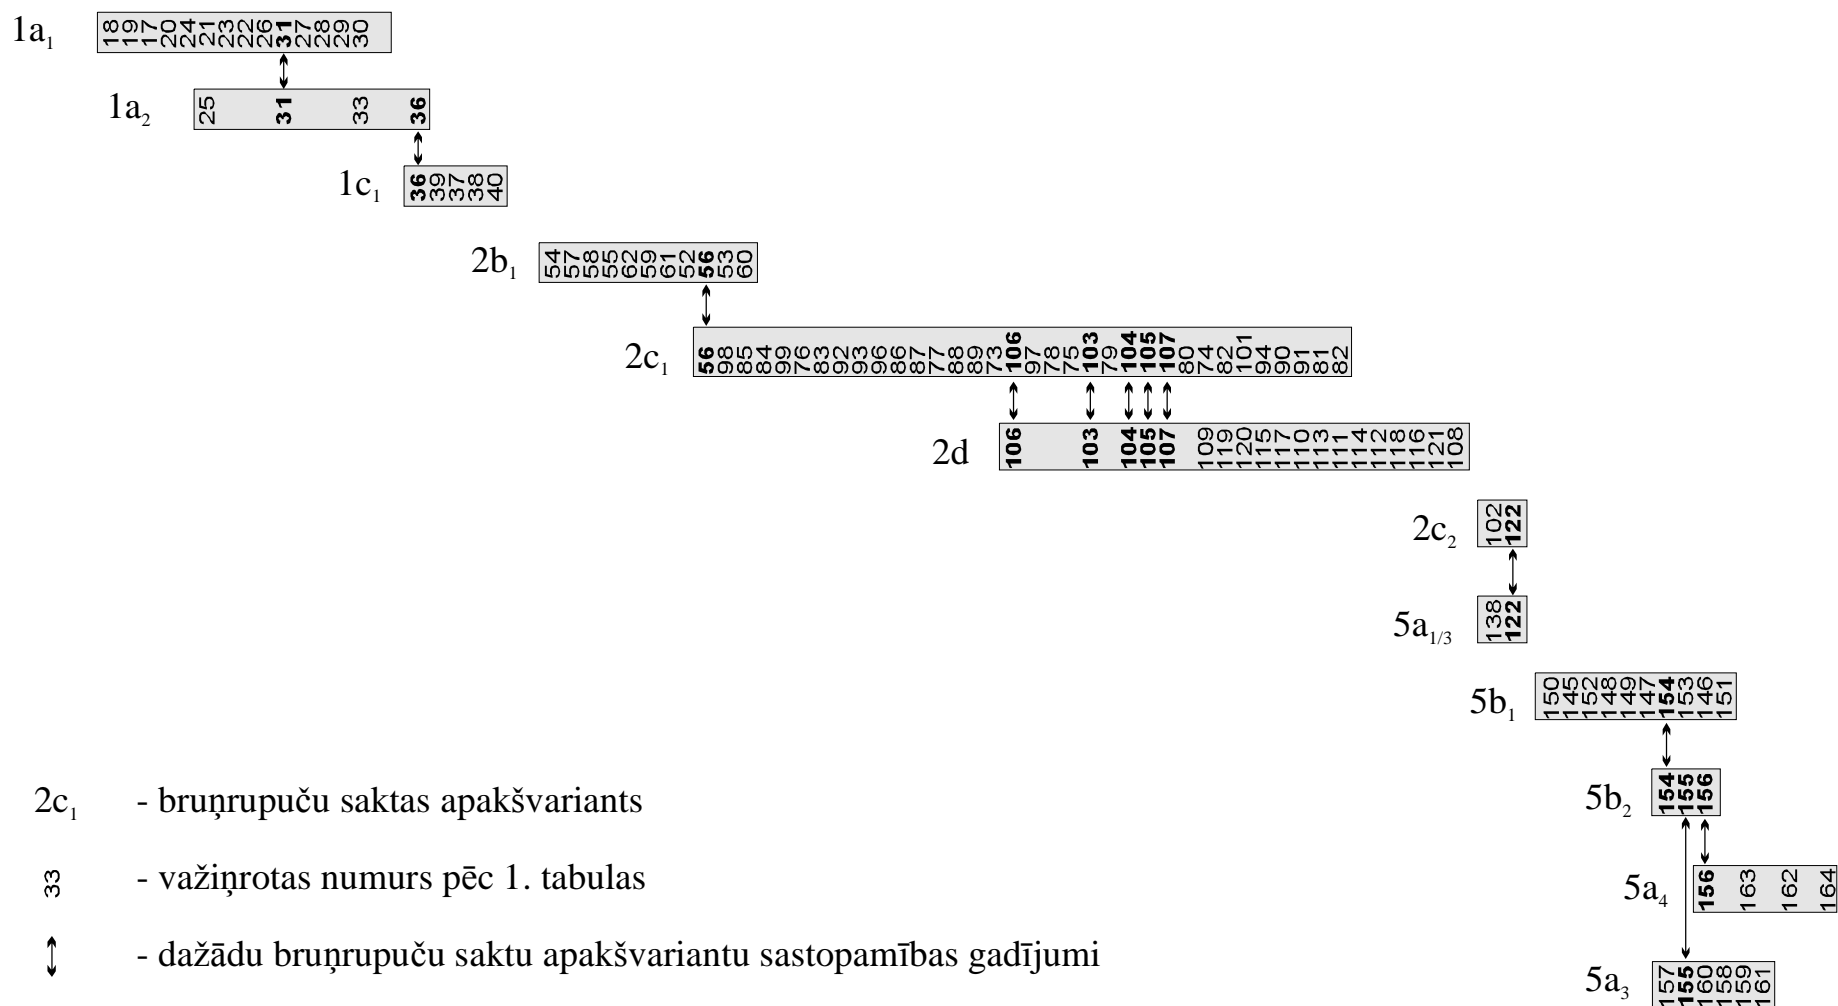 1a₁ 18 19 17 20 24 21 23 22 26 31 27 28 29 30
1a₂ 25 31 33 36
1c₁ 36 39 37 38 40
2b₁ 54 57 58 55 62 59 61 52 56 53 60
2c₁ 56 98 85 84 99 76 83 92 93 96 86 87 77 88 89 73 106 97 78 75 103 79 104 105 107 80 74 82 101 94 90 91 81 82
2d 106 103 104 105 107 109 119 120 115 117 110 113 111 114 112 118 116 121 108
2c₂ 102 122
5a₁/₃ 138 122
5b₁ 150 145 152 148 149 147 154 153 146 151
5b₂ 154 155 156
5a₄ 156 163 162 164
5a₃ 157 155 160 158 159 161
2c₁ - bruņrupuču saktas apakšvariants
33 - važiņrotas numurs pēc 1. tabulas
- dažādu bruņrupuču saktu apakšvariantu sastopamības gadījumi